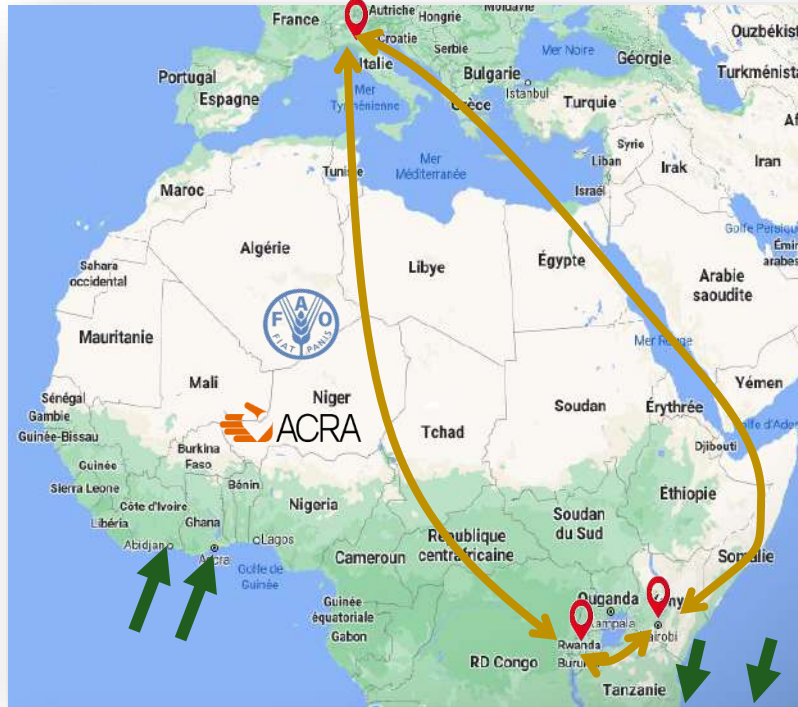 France
Autriche
Hongrie
Moldavie
Croatie
Ouzbékist
Serbie
Mer Noire
Géorgie
Italie
Bulgarie
Turkménista
Portugal
Istanbul
Espagne
Mer
Tyrrhénienne
Grèce
Turquie
Syrie
Mer
Méditerranée
Liban
Irak
Iran
Maroc
Israël
Golfe Persique
Algérie
Libye
Égypte
Sahara
occidental
Arabie
saoudite
FAO
FIAT PANIS
Mauritanie
Mer Rouge
Mali
Niger
Yémen
Sénégal
Gambie
Guinée-Bissau
ACRA
Tchad
Soudan
Érythrée
Burkina
Faso
Djibouti
Guinée
Bénin
Sierra Leone
Côte d'Ivoire
Nigeria
Éthiopie
Ghana
Libéria
Soudan
du Sud
Abidjan
Accra
Lagos
Cameroun
République
centrafricaine
Somalie
Golfe de
Guinée
Guinée
équatoriale
Gabon
Ouganda
Kampala
Rwanda
RD Congo
Tanzanie